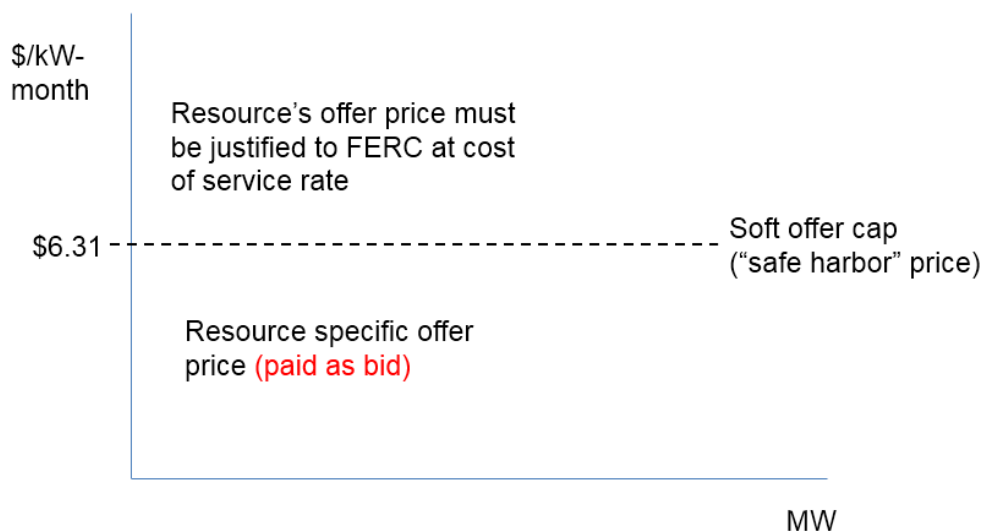 $/kW-
month
Resource’s offer price must
be justified to FERC at cost
of service rate
$6.31
Soft offer cap
(“safe harbor” price)
Resource specific offer
price (paid as bid)
MW